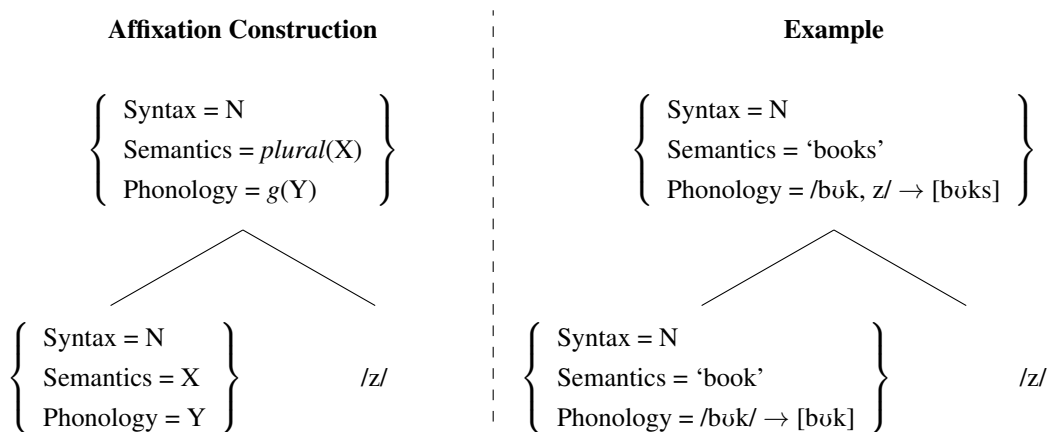 Affixation Construction
Syntax = N
Semantics = plural(X)
Phonology = g(Y)
Syntax = N
Semantics = X
Phonology = Y
/z/
Example
Syntax = N
Semantics = ‘books’
Phonology = /bʊk, z/ → [bʊks]
Syntax = N
Semantics = ‘book’
Phonology = /bʊk/ → [bʊk]
/z/